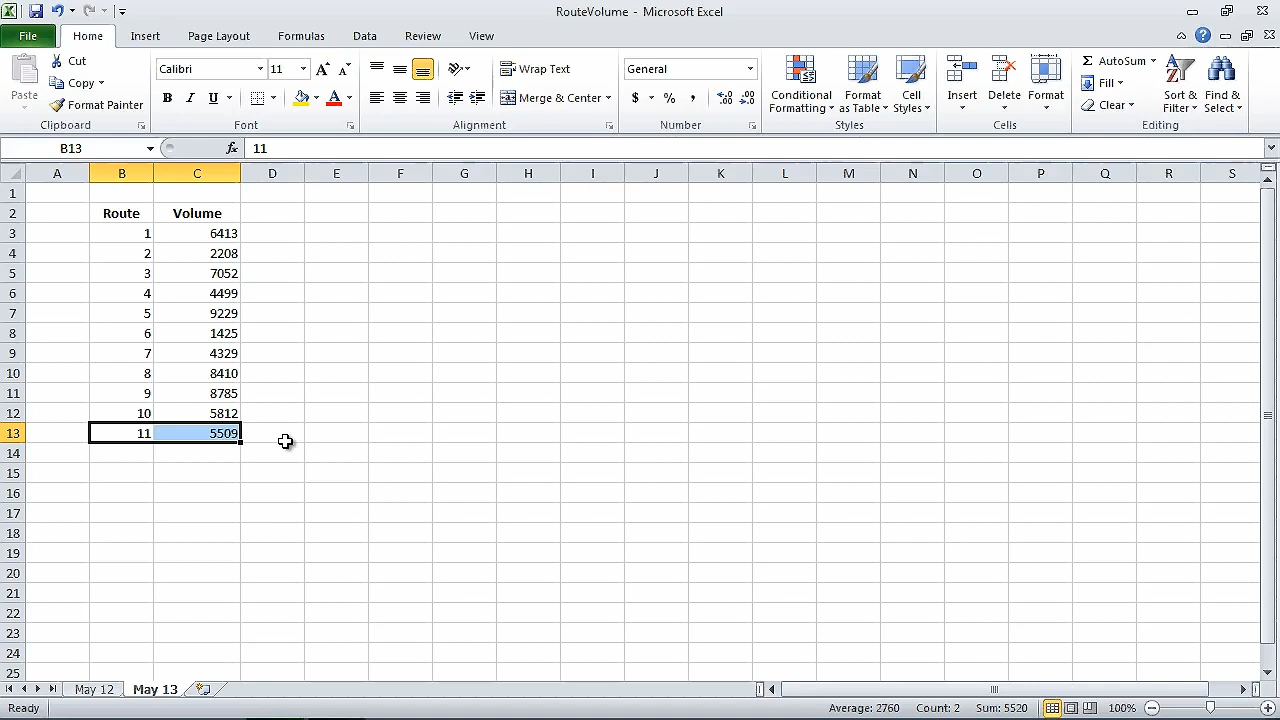 RouteVolume - Microsoft Excel
File Home Insert Page Layout Formulas Data Review View
Paste
Cut
Copy
Format Painter
Clipboard
Calibri 11
B I U A
Font
Wrap Text
Merge & Center
Alignment
General
$ % ,
Number
Conditional Formatting
Format as Table
Cell Styles
Styles
Insert Delete Format
Cells
Σ AutoSum
Fill
Clear
Sort & Filter
Find & Select
Editing
B13 fx 11
A B C D E F G H I J K L M N O P Q R S
1
2 Route Volume
3 1 6413
4 2 2208
5 3 7052
6 4 4499
7 5 9229
8 6 1425
9 7 4329
10 8 8410
11 9 8785
12 10 5812
13 11 5509
14
15
16
17
18
19
20
21
22
23
24
25
May 12 May 13
Ready Average: 2760 Count: 2 Sum: 5520 100%